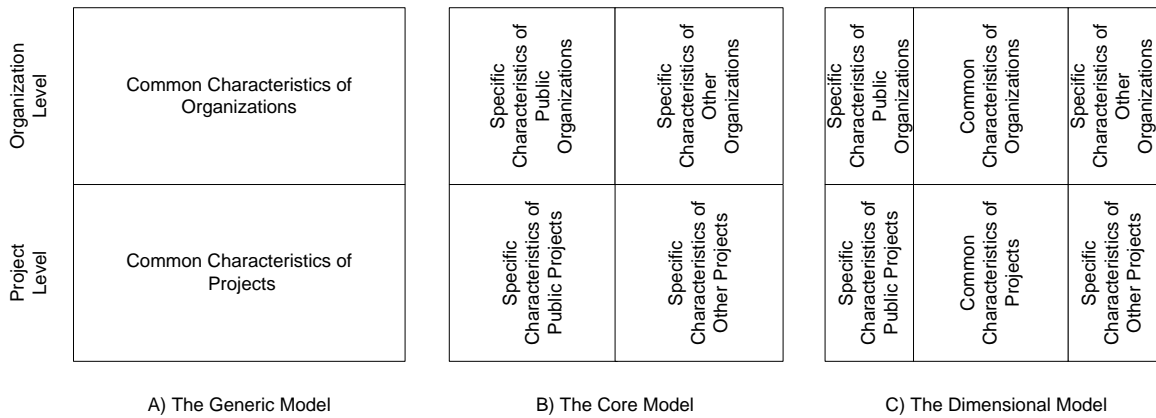 Organization
Level
Common Characteristics of
Organizations
Specific
Characteristics of
Public
Organizations
Specific
Characteristics of
Other
Organizations
Specific
Characteristics of
Public
Organizations
Common
Characteristics of
Organizations
Specific
Characteristics of
Other
Organizations
Project
Level
Common Characteristics of
Projects
Specific
Characteristics of
Public Projects
Specific
Characteristics of
Other Projects
Specific
Characteristics of
Public Projects
Common
Characteristics of
Projects
Specific
Characteristics of
Other Projects
A) The Generic Model
B) The Core Model
C) The Dimensional Model